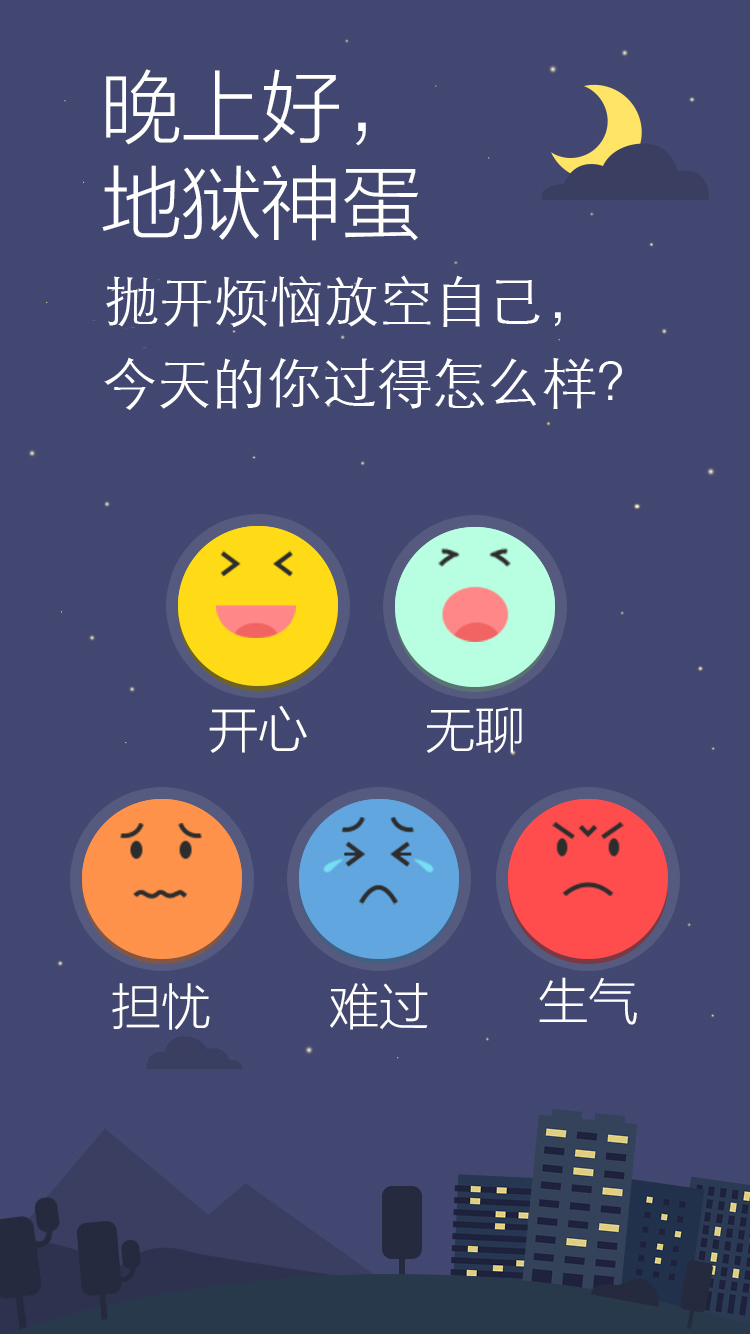 晚上好，
地狱神蛋
抛开烦恼放空自己，
今天的你过得怎么样？
开心
无聊
担忧
难过
生气